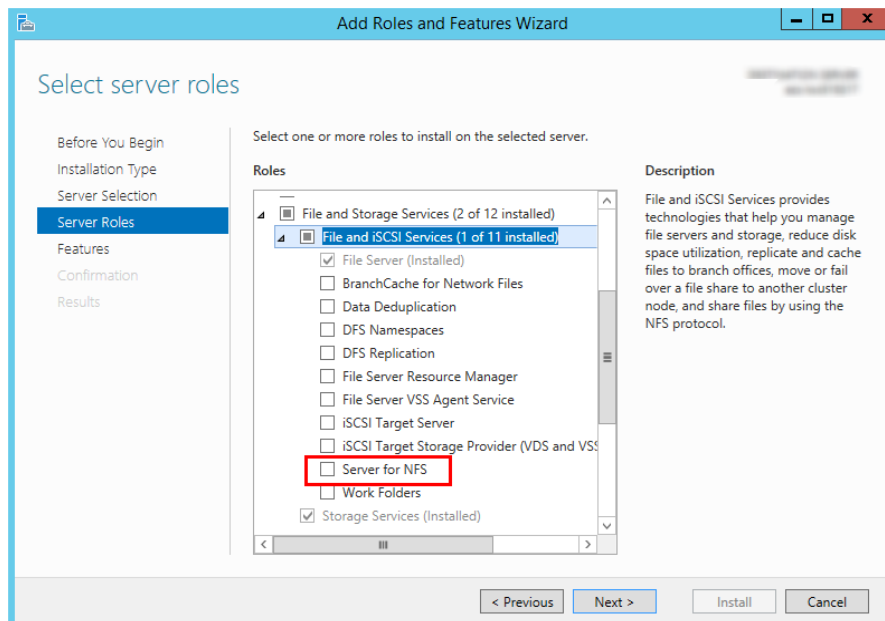 Add Roles and Features Wizard
Select server roles
Before You Begin
Installation Type
Server Selection
Server Roles
Features
Confirmation
Results
Select one or more roles to install on the selected server.
Roles
File and Storage Services (2 of 12 installed)
File and iSCSI Services (1 of 11 installed)
File Server (Installed)
BranchCache for Network Files
Data Deduplication
DFS Namespaces
DFS Replication
File Server Resource Manager
File Server VSS Agent Service
iSCSI Target Server
iSCSI Target Storage Provider (VDS and VSS
Server for NFS
Work Folders
Storage Services (Installed)
Description
File and iSCSI Services provides
technologies that help you manage
file servers and storage, reduce disk
space utilization, replicate and cache
files to branch offices, move or fail
over a file share to another cluster
node, and share files by using the
NFS protocol.
< Previous
Next >
Install
Cancel